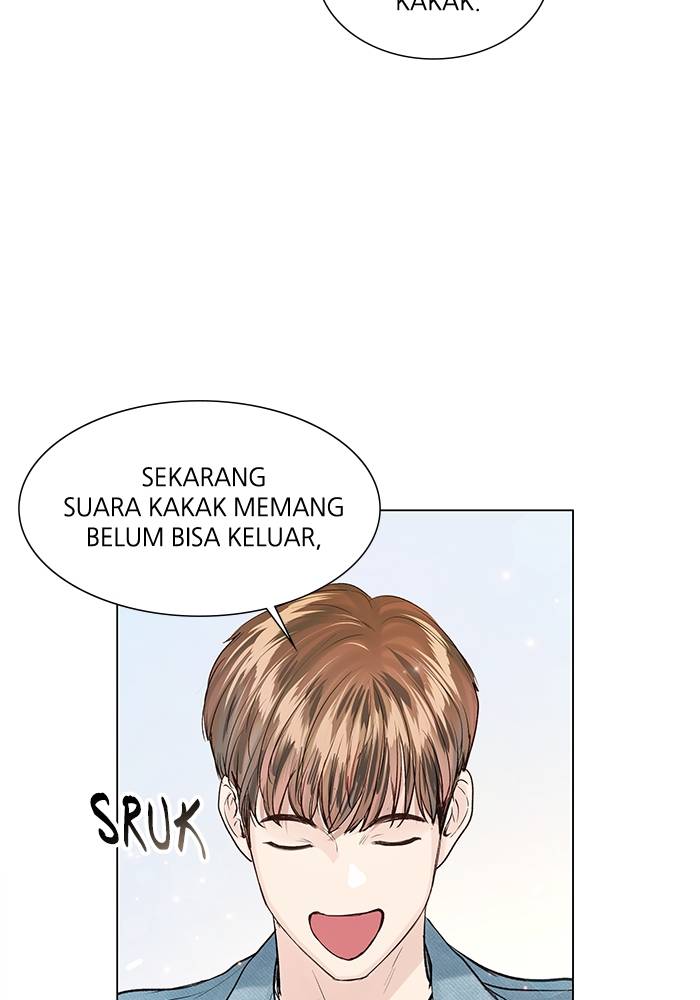 KAKAK.
SEKARANG
SUARA KAKAK MEMANG
BELUM BISA KELUAR,
SRUK